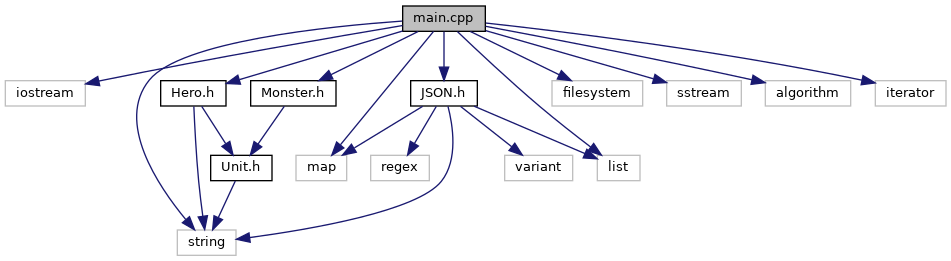 main.cpp
iostream
Hero.h
Monster.h
JSON.h
filesystem
sstream
algorithm
iterator
Unit.h
map
regex
variant
list
string